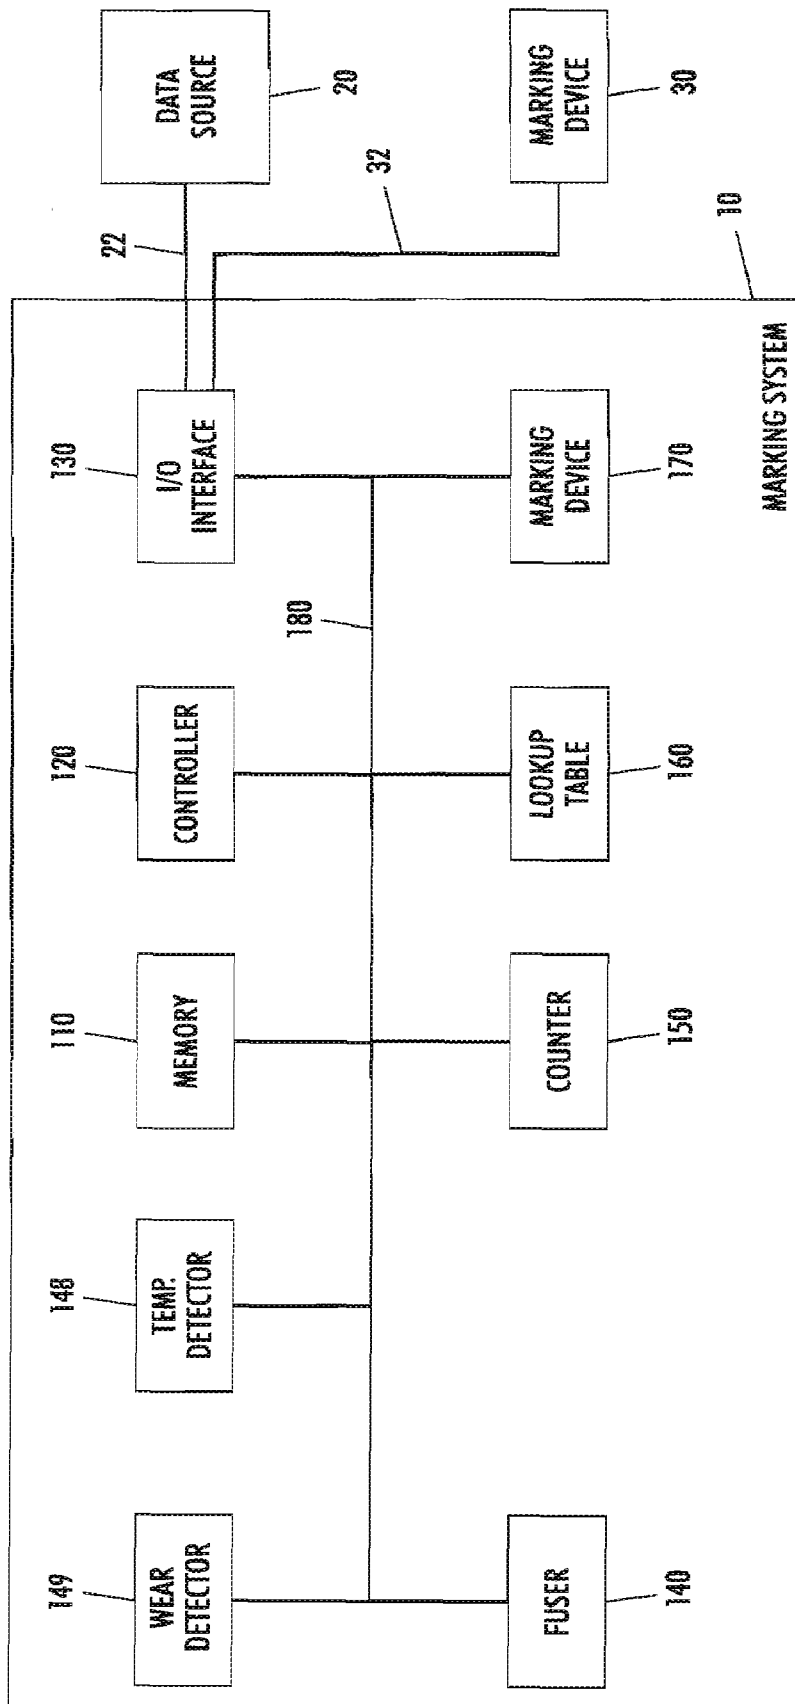 149
148
110
120
130
WEAR
DETECTOR
TEMP.
DETECTOR
MEMORY
CONTROLLER
I/O
INTERFACE
22
DATA
SOURCE
20
180
32
FUSER
COUNTER
LOOKUP
TABLE
MARKING
DEVICE
MARKING
DEVICE
140
150
160
170
30
10
MARKING SYSTEM